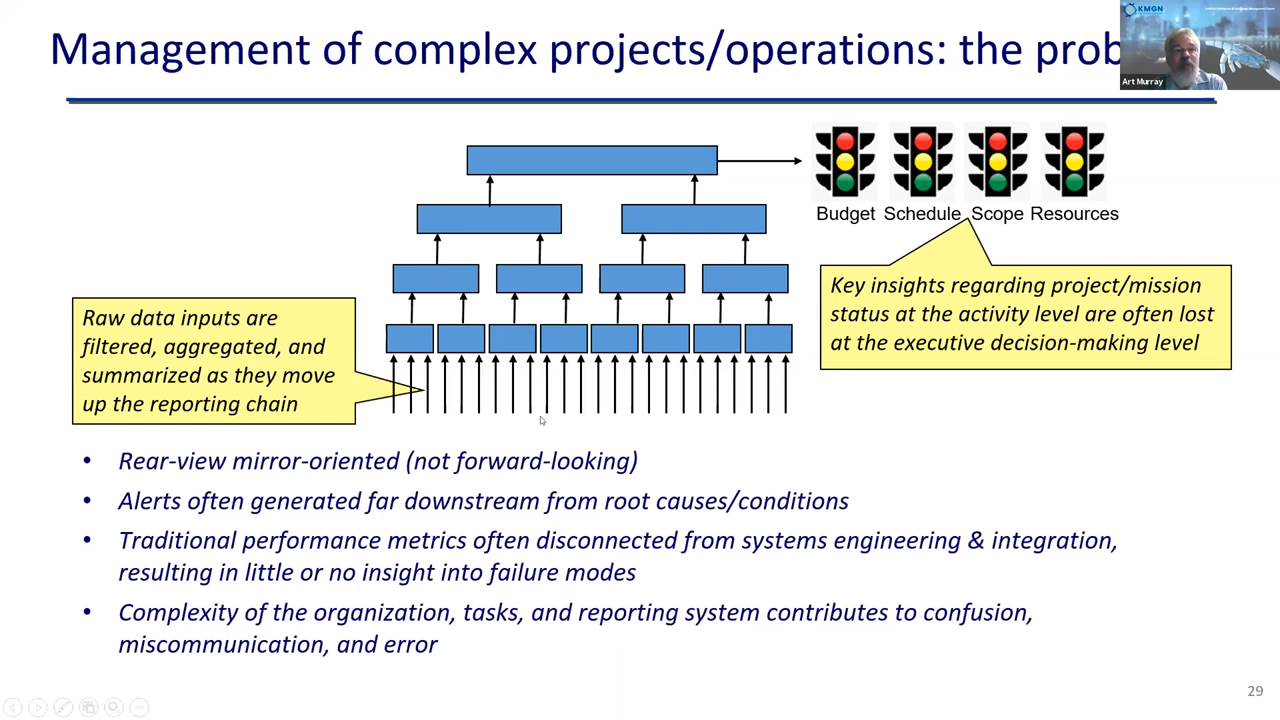 Management of complex projects/operations: the prob
KMGN
Art Murray
Budget Schedule Scope Resources
Raw data inputs are
filtered, aggregated, and
summarized as they move
up the reporting chain
Key insights regarding project/mission
status at the activity level are often lost
at the executive decision-making level
• Rear-view mirror-oriented (not forward-looking)
• Alerts often generated far downstream from root causes/conditions
• Traditional performance metrics often disconnected from systems engineering & integration,
resulting in little or no insight into failure modes
• Complexity of the organization, tasks, and reporting system contributes to confusion,
miscommunication, and error
29